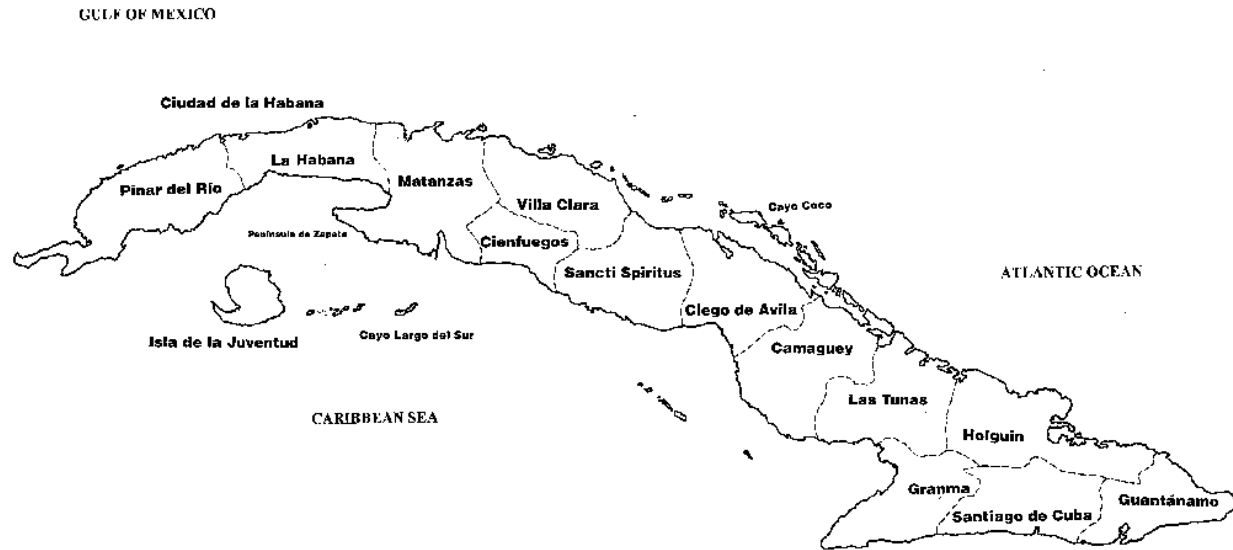 GULF OF MEXICO
Ciudad de la Habana
La Habana
Pinar del Río
Matanzas
Villa Clara
Península de Zapata
Cienfuegos
Sancti Spiritus
Cayo Coco
ATLANTIC OCEAN
Ciego de Avila
Cayo Largo del Sur
Isla de la Juventud
Camaguey
Las Tunas
CARIBBEAN SEA
Holguin
Granma
Santiago de Cuba
Guantánamo